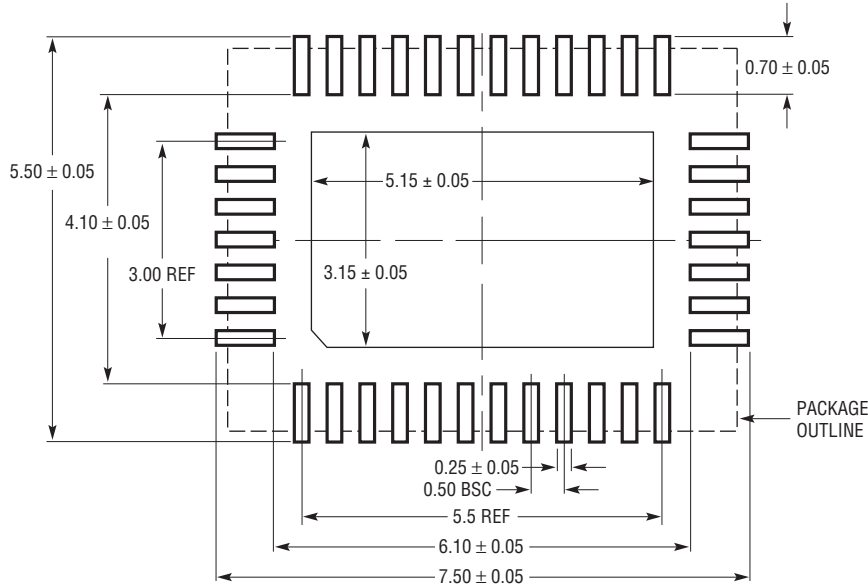 0.70 ± 0.05
5.50 ± 0.05
5.15 ± 0.05
4.10 ± 0.05
3.00 REF
3.15 ± 0.05
PACKAGE
OUTLINE
0.25 ± 0.05
0.50 BSC
5.5 REF
6.10 ± 0.05
7.50 ± 0.05